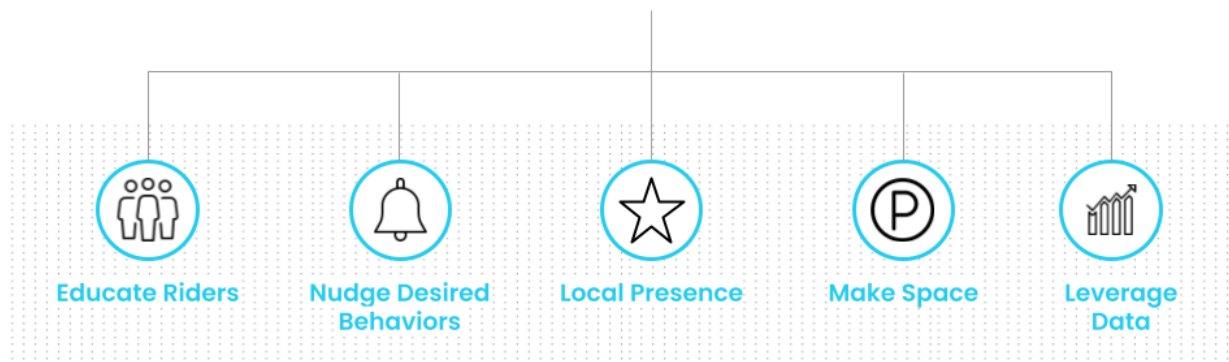 P
Educate Riders
Nudge Desired
Behaviors
Local Presence
Make Space
Leverage
Data